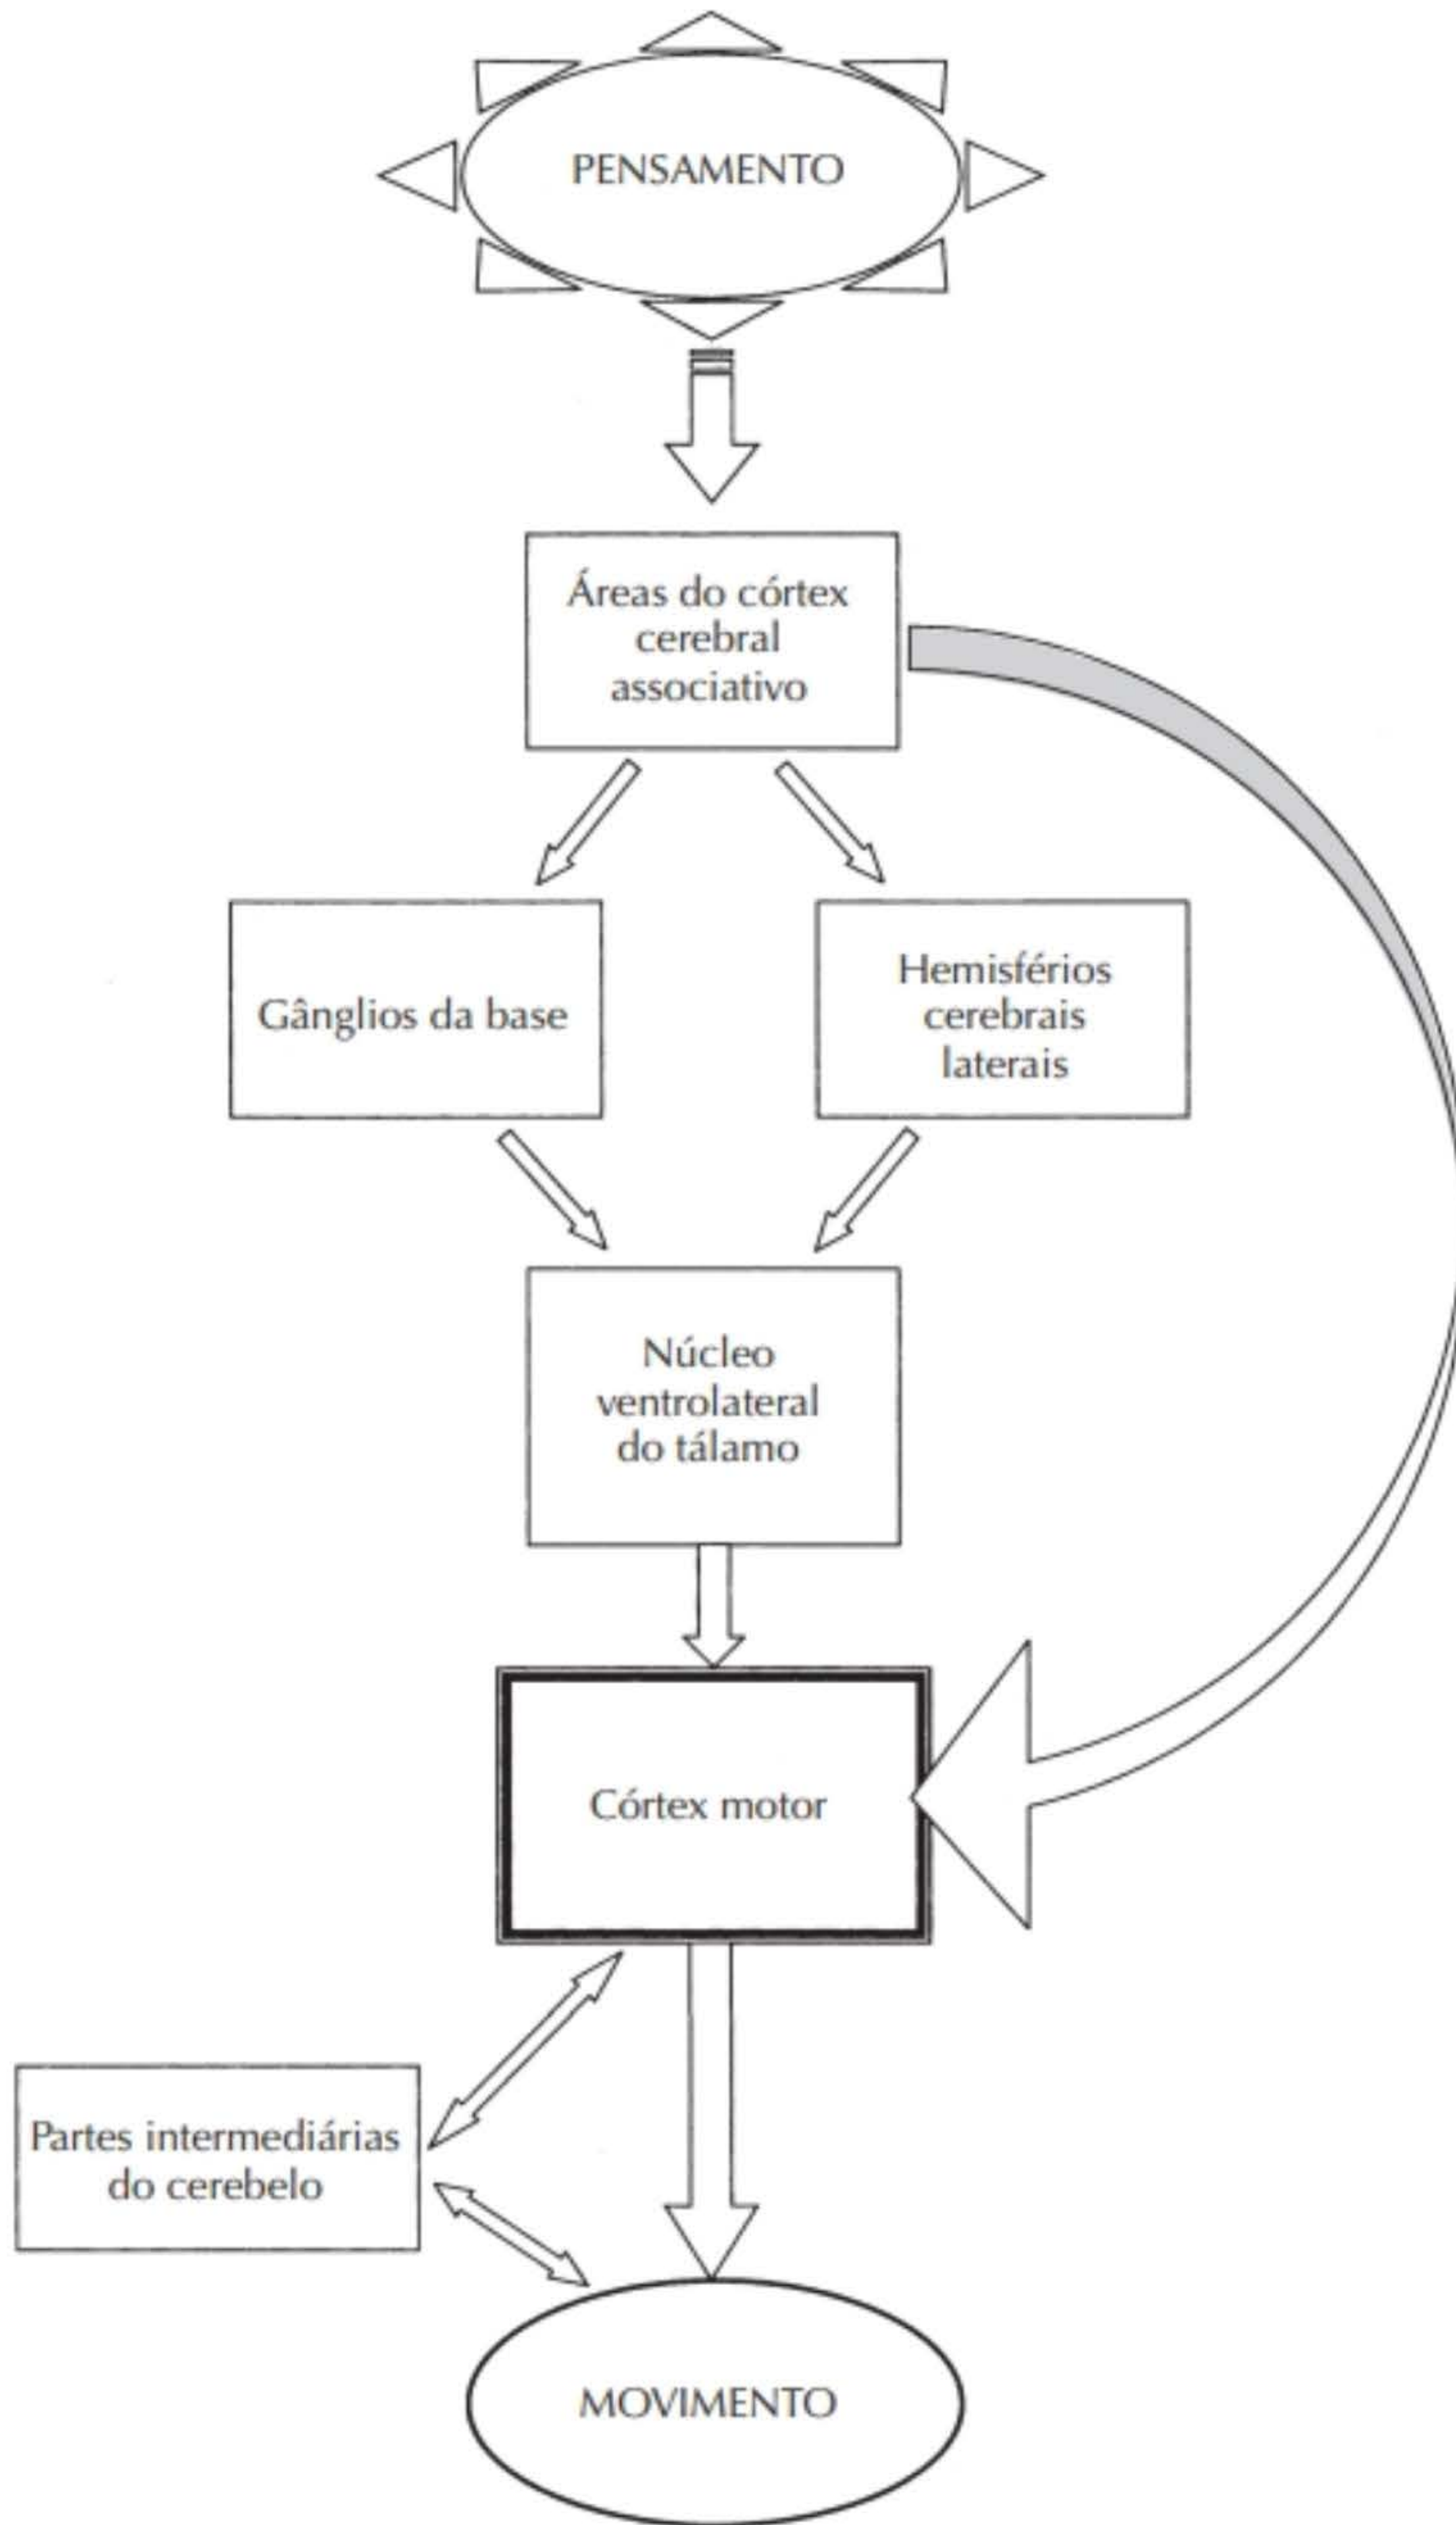 PENSAMENTO
Áreas do córtex
cerebral
associativo
Gânglios da base
Hemisférios
cerebrais
laterais
Núcleo
ventrolateral
do tálamo
Córtex motor
Partes intermediárias
do cerebelo
MOVIMENTO